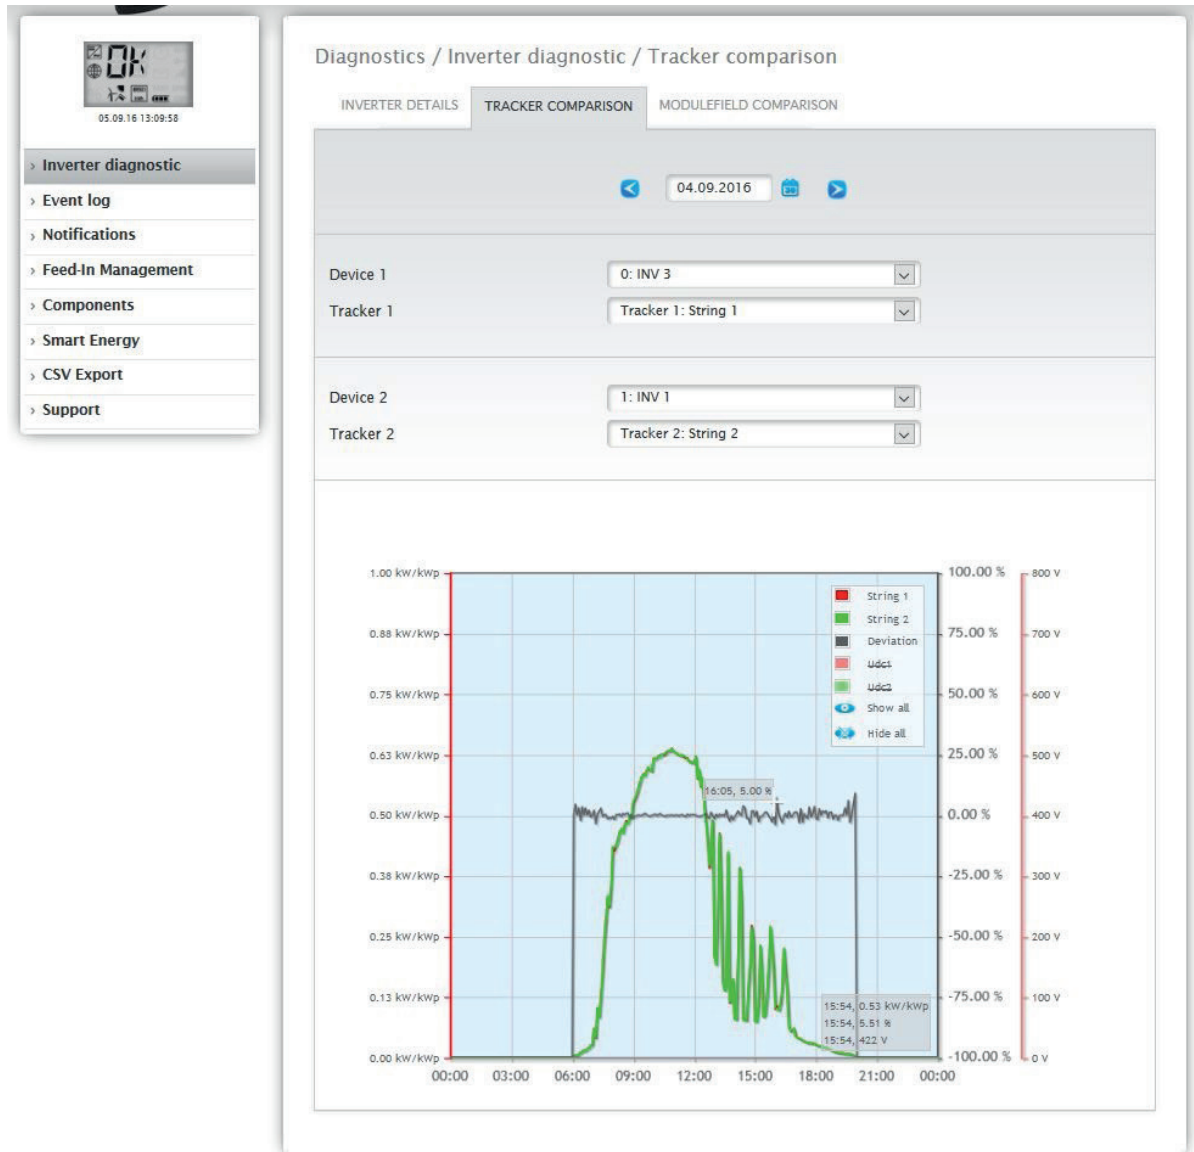 OK
05.09.16 13:09:58
Inverter diagnostic
Event log
Notifications
Feed-In Management
Components
Smart Energy
CSV Export
Support
Diagnostics / Inverter diagnostic / Tracker comparison
INVERTER DETAILS TRACKER COMPARISON MODULEFIELD COMPARISON
04.09.2016
Device 1 0: INV 3
Tracker 1 Tracker 1: String 1
Device 2 1: INV 1
Tracker 2 Tracker 2: String 2
1.00 kW/kWp 100.00 % 800 V
String 1
String 2
0.88 kW/kWp 75.00 % 700 V
Deviation
Udc1
Udc2
0.75 kW/kWp 50.00 % 600 V
Show all
Hide all
0.63 kW/kWp 25.00 % 500 V
16:05, 5.00 %
0.50 kW/kWp 0.00 % 400 V
0.38 kW/kWp -25.00 % 300 V
0.25 kW/kWp -50.00 % 200 V
0.13 kW/kWp -75.00 % 100 V
15:54, 0.53 kW/kWp
15:54, 5.51 %
15:54, 422 V
0.00 kW/kWp -100.00 % 0 V
00:00 03:00 06:00 09:00 12:00 15:00 18:00 21:00 00:00